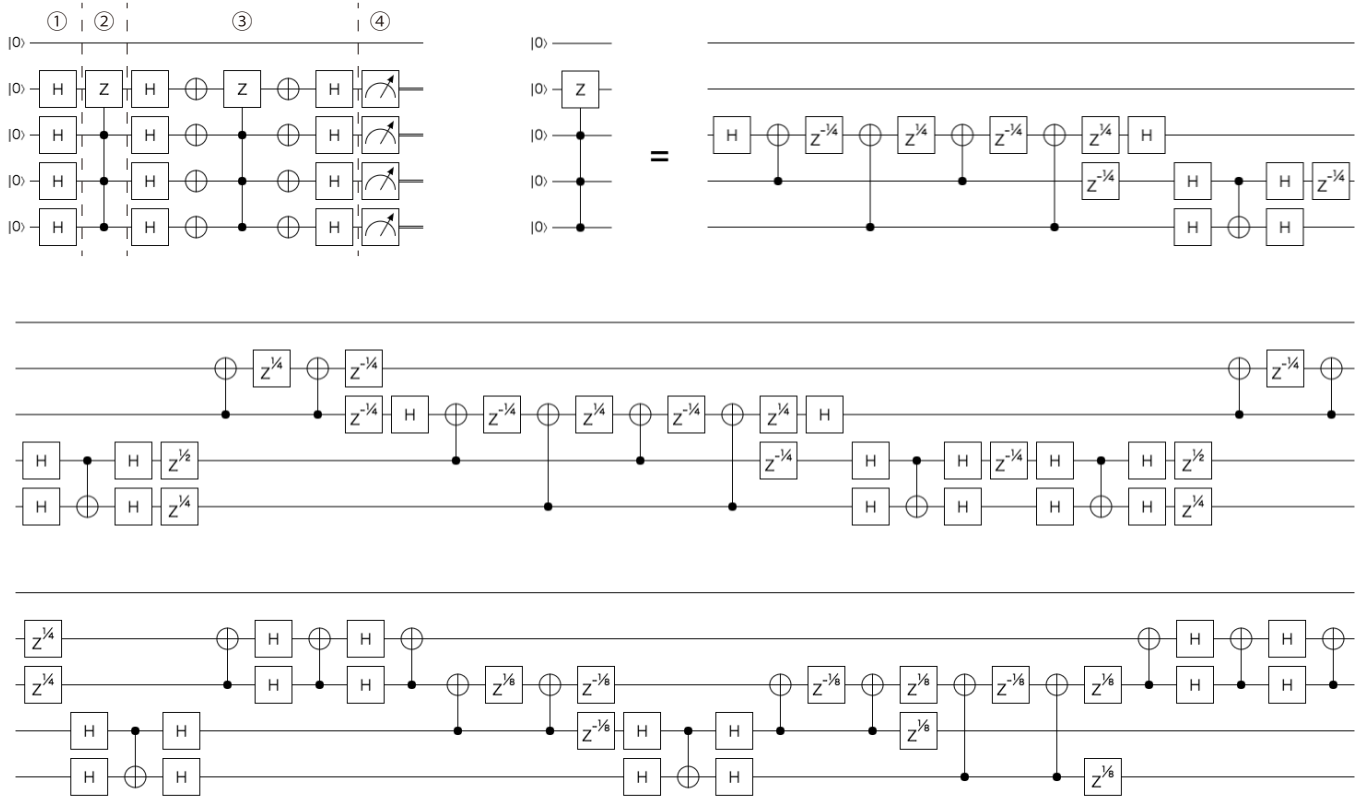 ① ② ③ ④
|0⟩ |0⟩
|0⟩ H Z H Z H |0⟩ Z
|0⟩ H H H |0⟩ = H Z^-¼ Z^¼ Z^-¼ Z^¼ H
|0⟩ H H H |0⟩ Z^-¼ H H Z^-¼
|0⟩ H H H |0⟩ H H
Z^¼ Z^-¼ Z^-¼
Z^-¼ H Z^-¼ Z^¼ Z^-¼ Z^¼ H
H H Z^½ Z^-¼ H H Z^-¼ H H Z^½
H H Z^¼ H H H H Z^¼
Z^¼ H H H H
Z^¼ H H Z^⅛ Z^-⅛ Z^-⅛ Z^⅛ Z^-⅛ Z^⅛ H H
H H Z^-⅛ H H Z^⅛
H H H H Z^⅛